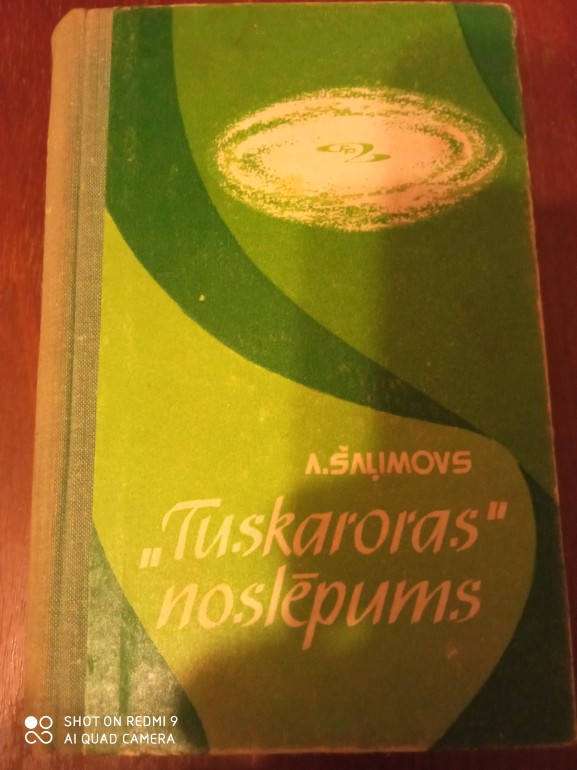 A.ŠAĻIMOVS
„Tuskaroras"
noslēpums
SHOT ON REDMI 9
AI QUAD CAMERA